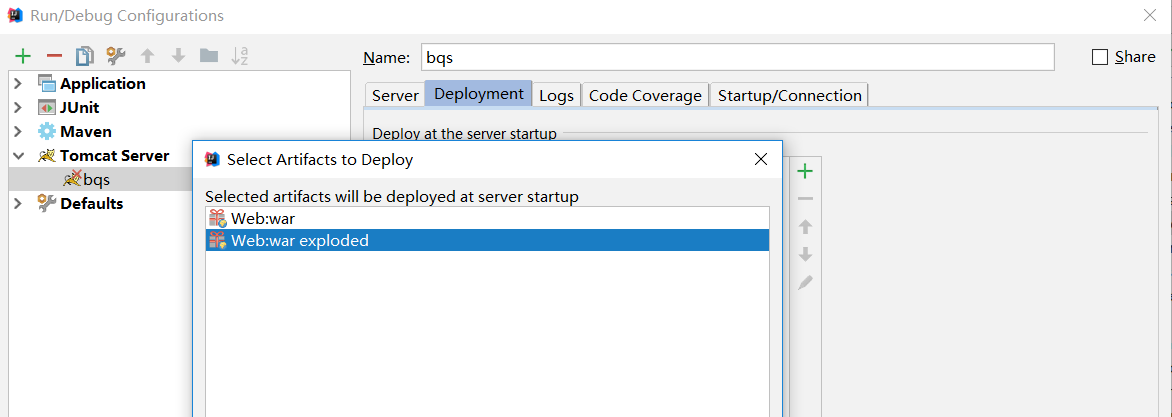 Run/Debug Configurations
Name: bqs Share
Application
JUnit
Maven
Tomcat Server
bqs
Defaults
Server Deployment Logs Code Coverage Startup/Connection
Deploy at the server startup
Select Artifacts to Deploy
Selected artifacts will be deployed at server startup
Web:war
Web:war exploded